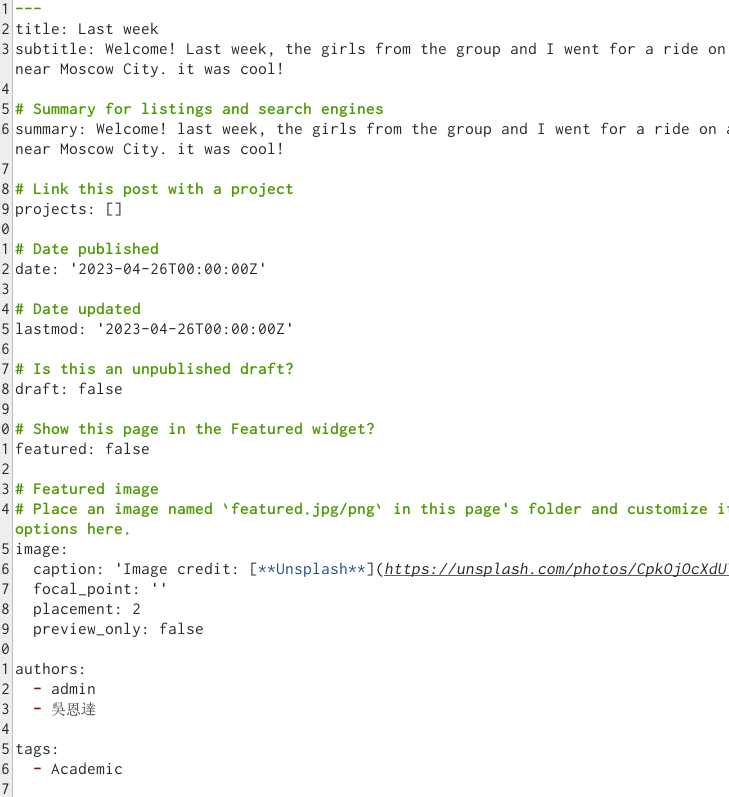 1 ---
2 title: Last week
3 subtitle: Welcome! Last week, the girls from the group and I went for a ride on
near Moscow City. it was cool!
4
5 # Summary for listings and search engines
6 summary: Welcome! last week, the girls from the group and I went for a ride on
near Moscow City. it was cool!
7
8 # Link this post with a project
9 projects: []
0
1 # Date published
2 date: '2023-04-26T00:00:00Z'
3
4 # Date updated
5 lastmod: '2023-04-26T00:00:00Z'
6
7 # Is this an unpublished draft?
8 draft: false
9
0 # Show this page in the Featured widget?
1 featured: false
2
3 # Featured image
4 # Place an image named `featured.jpg/png` in this page's folder and customize
options here.
5 image:
6   caption: 'Image credit: [**Unsplash**](https://unsplash.com/photos/CpkOjOcXdU
7   focal_point: ''
8   placement: 2
9   preview_only: false
0
1 authors:
2   - admin
3   - 吳恩達
4
5 tags:
6   - Academic
7